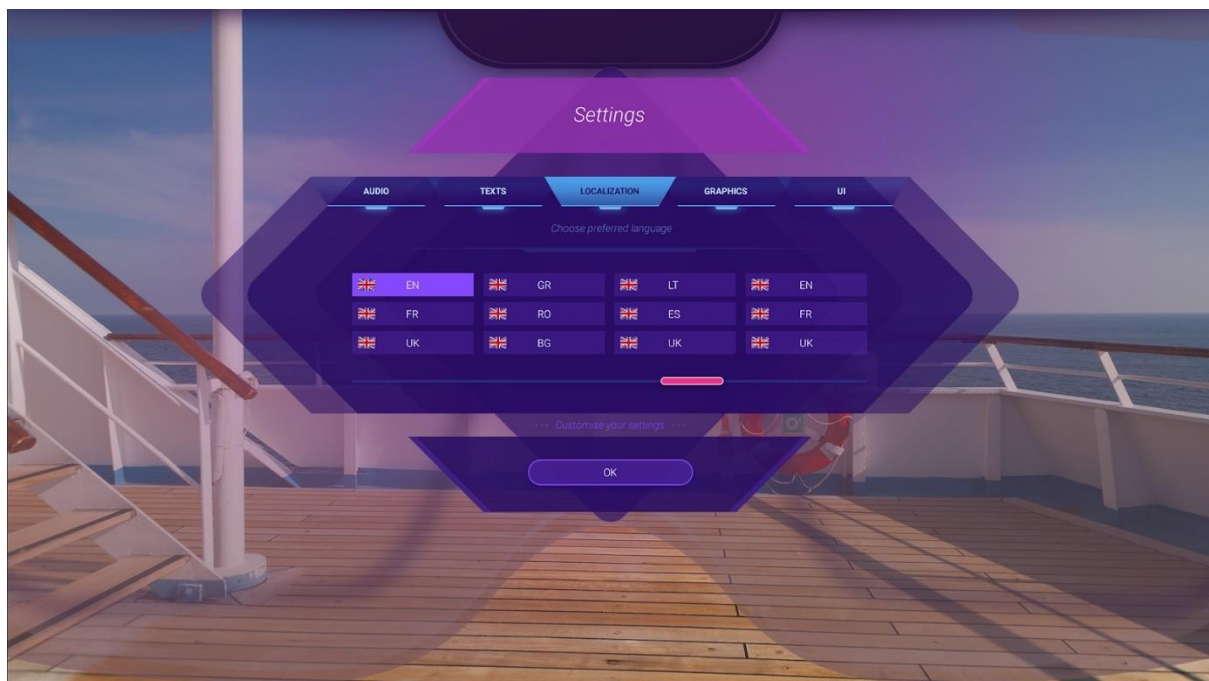 Settings
AUDIO TEXTS LOCALIZATION GRAPHICS UI
Choose preferred language
EN GR LT EN
FR RO ES FR
UK BG UK UK
--- Customise your settings ---
OK